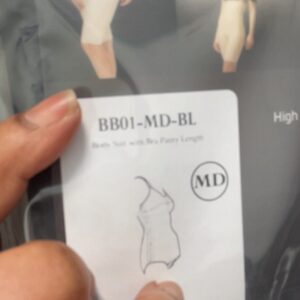 BB01-MD-BL
Body Suit with Bra Panty Length
MD
High